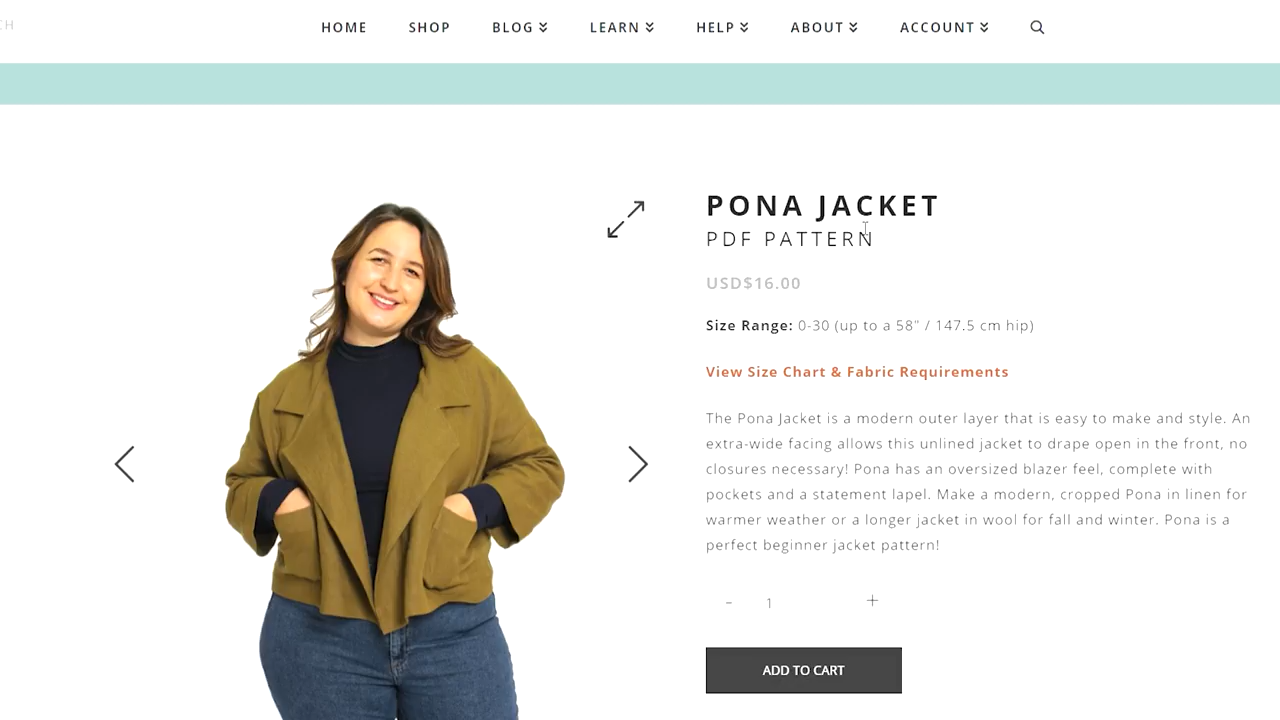 CH
HOME SHOP BLOG LEARN HELP ABOUT ACCOUNT
PONA JACKET
PDF PATTERN
USD$16.00
Size Range: 0-30 (up to a 58” / 147.5 cm hip)
View Size Chart & Fabric Requirements
The Pona Jacket is a modern outer layer that is easy to make and style. An
extra-wide facing allows this unlined jacket to drape open in the front, no
closures necessary! Pona has an oversized blazer feel, complete with
pockets and a statement lapel. Make a modern, cropped Pona in linen for
warmer weather or a longer jacket in wool for fall and winter. Pona is a
perfect beginner jacket pattern!
- 1 +
ADD TO CART